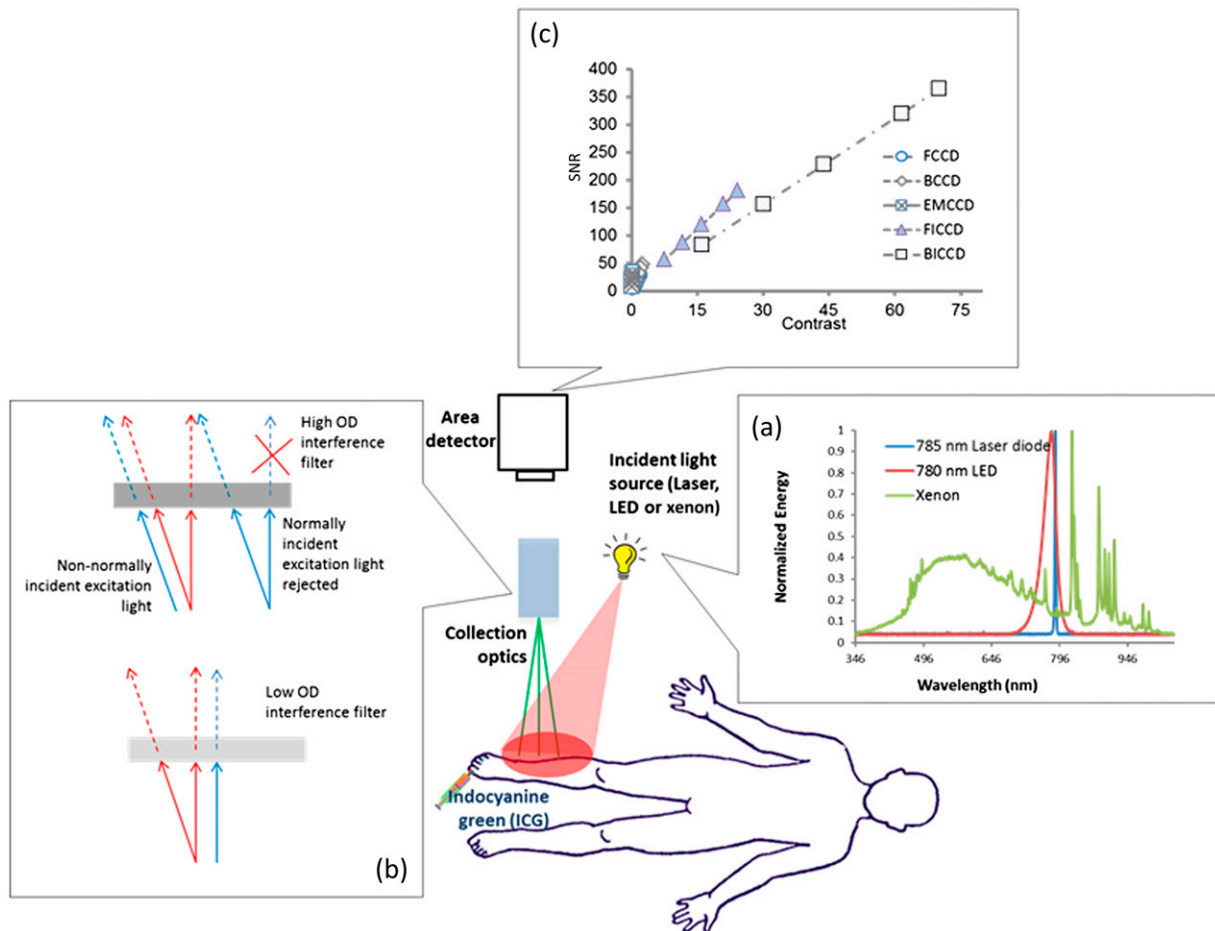 (c)
400
350
300
250
200
150
100
50
0
SNR
0 15 30 45 60 75
Contrast
FCCD
BCCD
EMCCD
FICCD
BICCD
High OD
interference
filter
Normally
incident
excitation light
rejected
Non-normally
incident excitation
light
Low OD
interference filter
(b)
Area
detector
Incident light
source (Laser,
LED or xenon)
Collection
optics
Indocyanine
green (ICG)
(a)
1
0.9
0.8
0.7
0.6
0.5
0.4
0.3
0.2
0.1
0
Normalized Energy
785 nm Laser diode
780 nm LED
Xenon
346 496 646 796 946
Wavelength (nm)